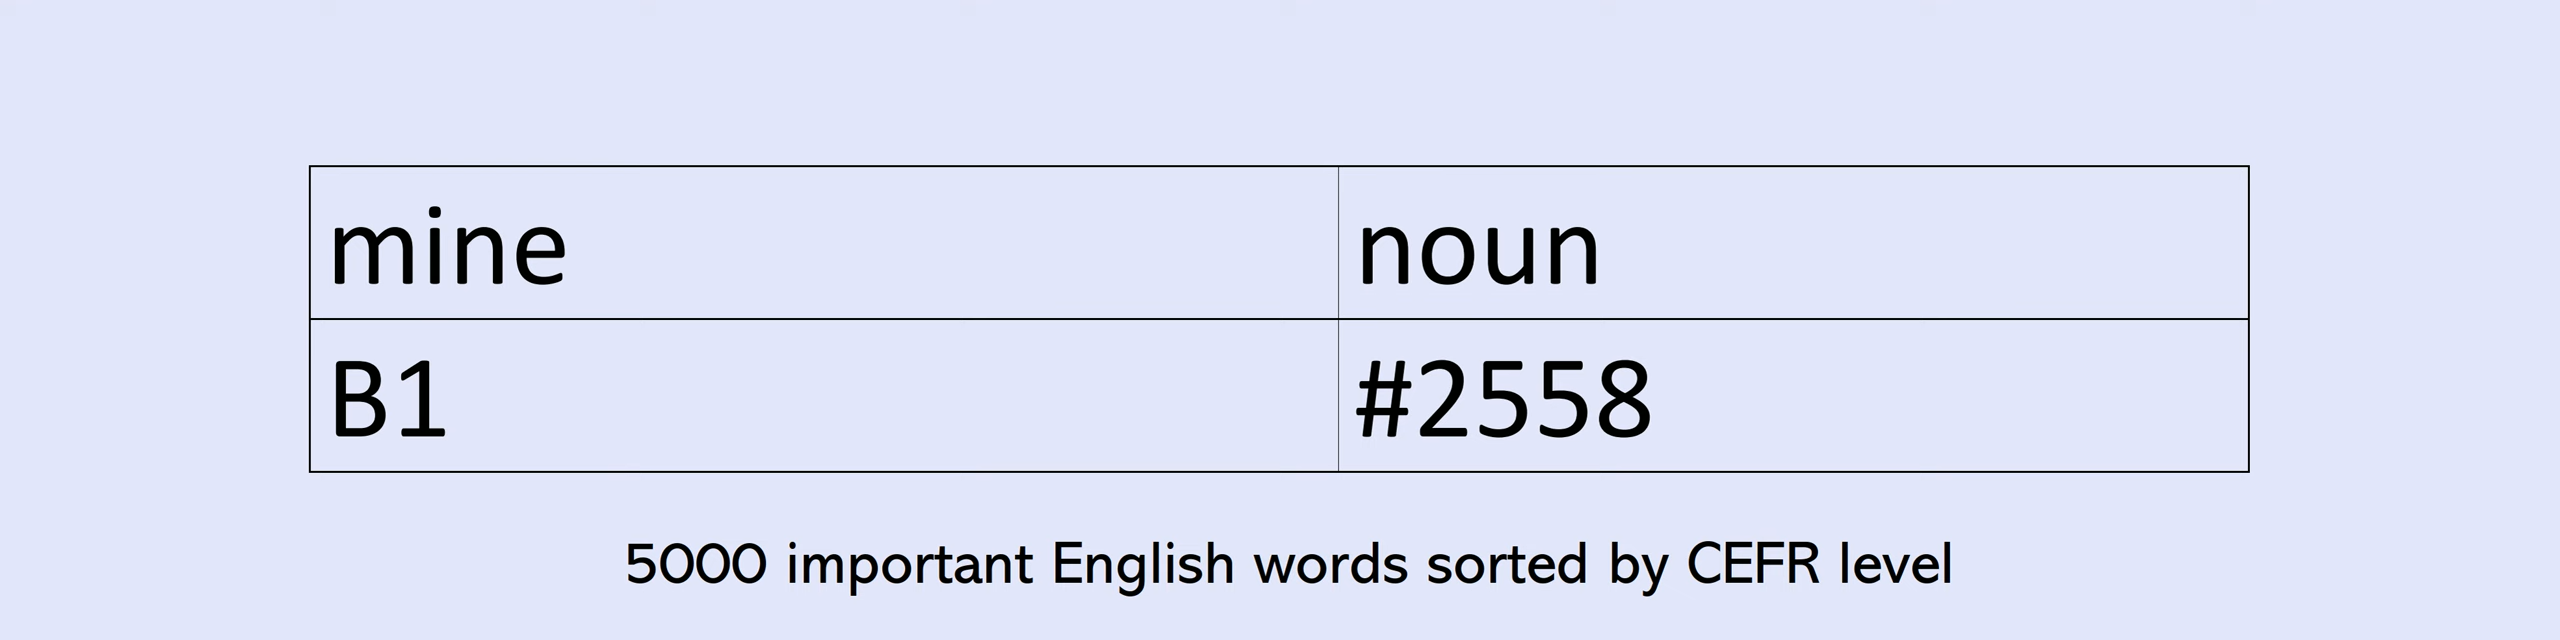 mine noun
B1 #2558
5000 important English words sorted by CEFR level